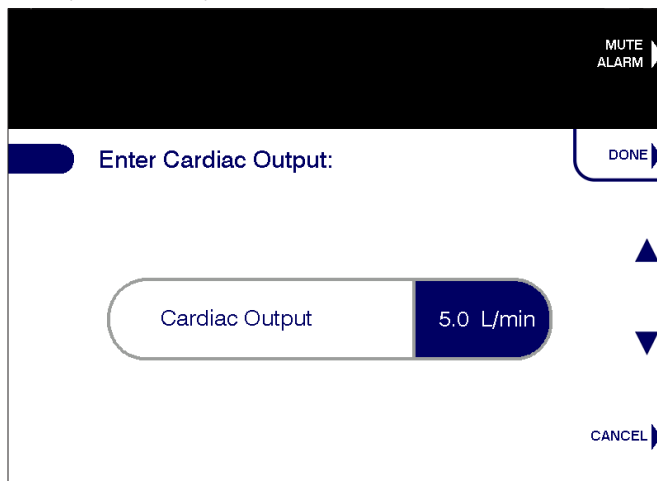 MUTE
ALARM
Enter Cardiac Output:
DONE
Cardiac Output 5.0 L/min
CANCEL